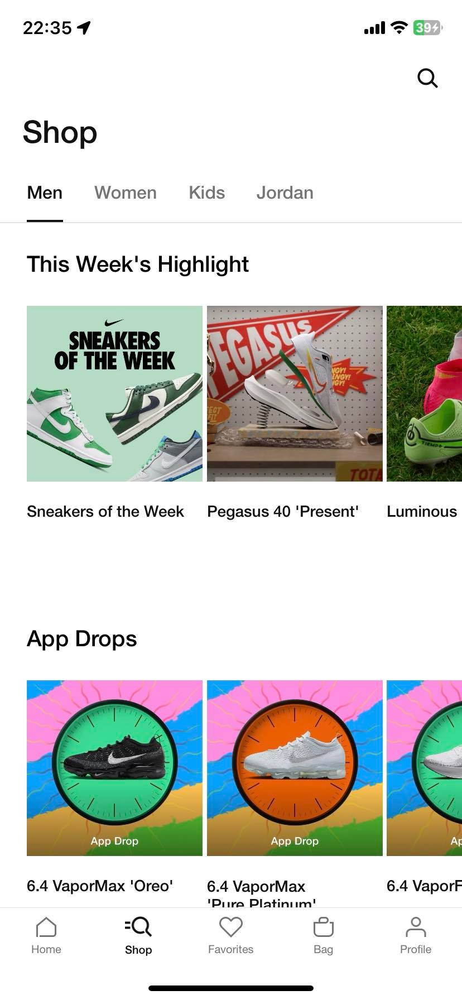 22:35
39
Shop
Men Women Kids Jordan
This Week's Highlight
SNEAKERS
OF THE WEEK
PEGASUS
TIEMPO
TOTA
Sneakers of the Week Pegasus 40 'Present' Luminous
App Drops
App Drop App Drop Ap
6.4 VaporMax 'Oreo' 6.4 VaporMax 'Pure Platinum' 6.4 VaporF
Home Shop Favorites Bag Profile